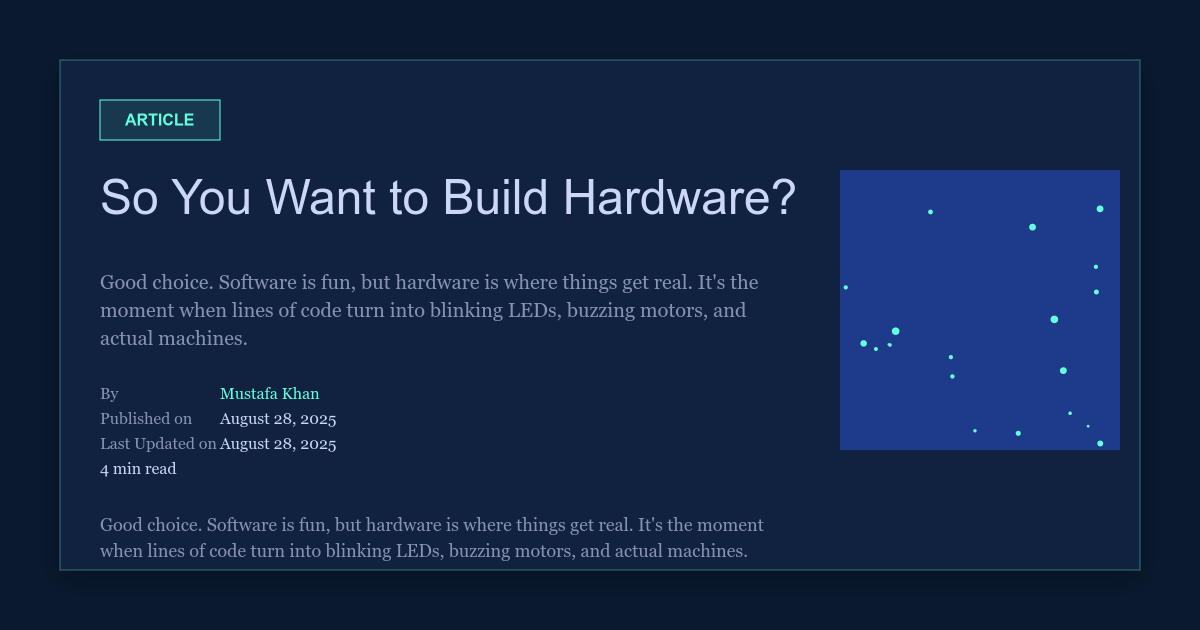 ARTICLE
So You Want to Build Hardware?
Good choice. Software is fun, but hardware is where things get real. It's the
moment when lines of code turn into blinking LEDs, buzzing motors, and
actual machines.
By Mustafa Khan
Published on August 28, 2025
Last Updated on August 28, 2025
4 min read
Good choice. Software is fun, but hardware is where things get real. It's the moment
when lines of code turn into blinking LEDs, buzzing motors, and actual machines.